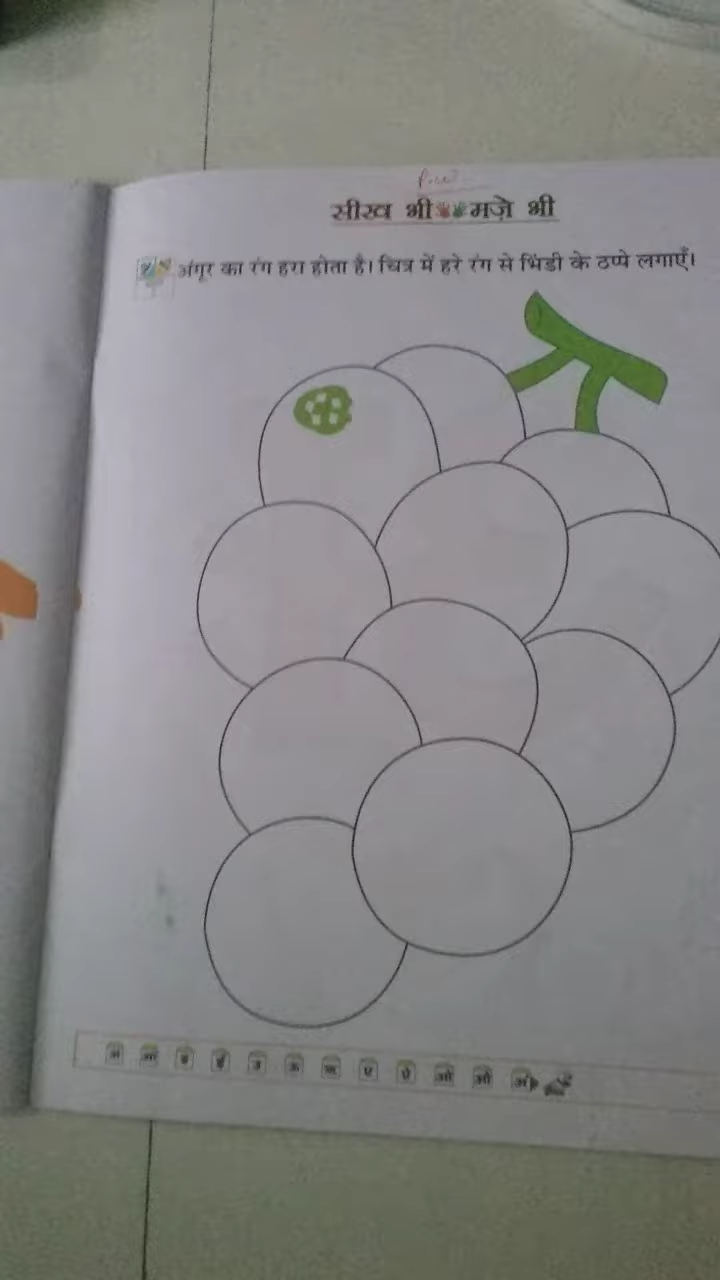 P.W
सीख भी मज़े भी
अंगूर का रंग हरा होता है। चित्र में हरे रंग से भिंडी के ठप्पे लगाएँ।
अ आ इ ई उ ऊ ऋ ए ऐ ओ औ अं